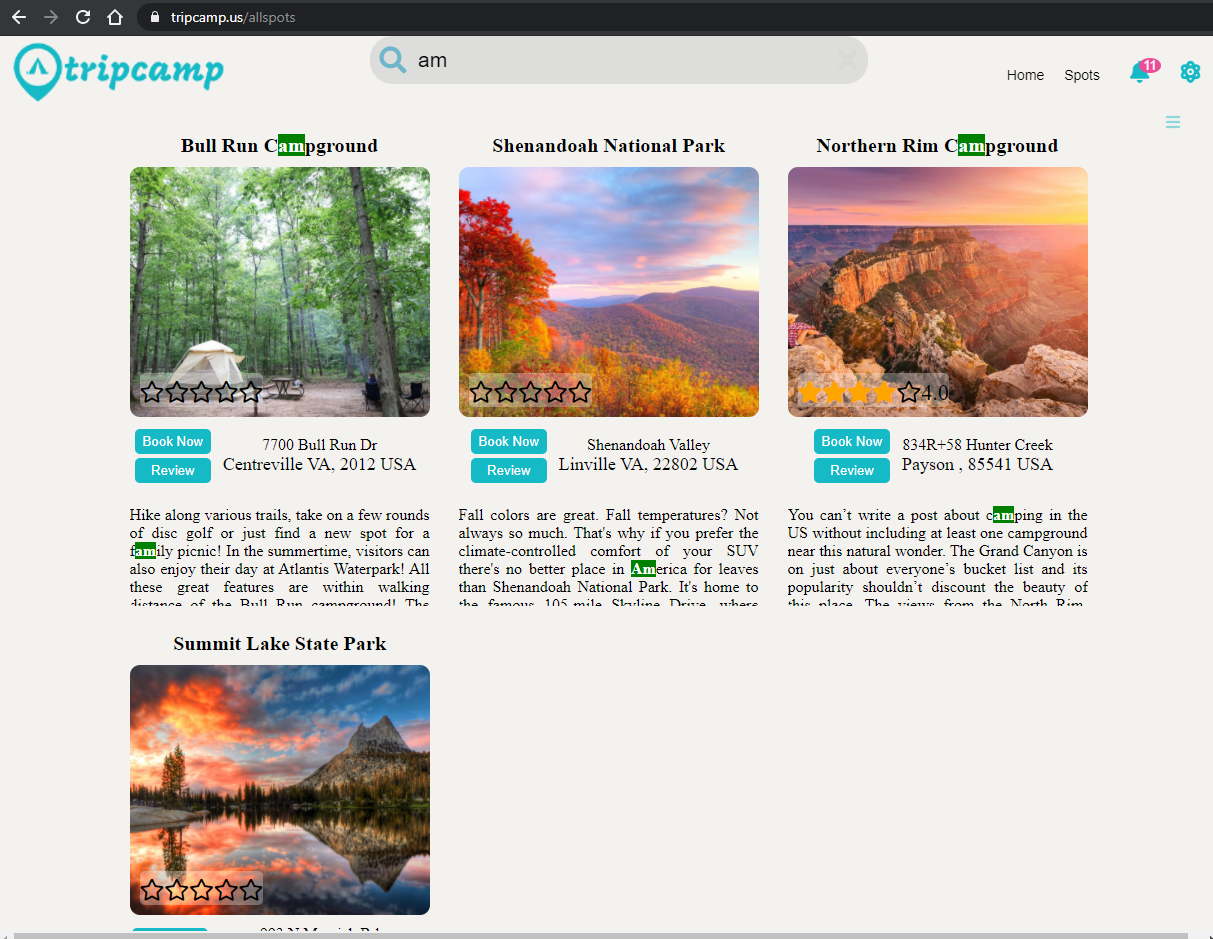 tripcamp.us/allspots
tripcamp
am
Home Spots 11
Bull Run Campground
Shenandoah National Park
Northern Rim Campground
4.0
Book Now
Review
7700 Bull Run Dr
Centreville VA, 2012 USA
Book Now
Review
Shenandoah Valley
Linville VA, 22802 USA
Book Now
Review
834R+58 Hunter Creek
Payson , 85541 USA
Hike along various trails, take on a few rounds
of disc golf or just find a new spot for a
family picnic! In the summertime, visitors can
also enjoy their day at Atlantis Waterpark! All
these great features are within walking
distance of the Bull Run campground! The
Fall colors are great. Fall temperatures? Not
always so much. That's why if you prefer the
climate-controlled comfort of your SUV
there's no better place in America for leaves
than Shenandoah National Park. It's home to
the famous 105-mile Skyline Drive, where
You can’t write a post about camping in the
US without including at least one campground
near this natural wonder. The Grand Canyon is
on just about everyone’s bucket list and its
popularity shouldn’t discount the beauty of
this place. The views from the North Rim,
Summit Lake State Park